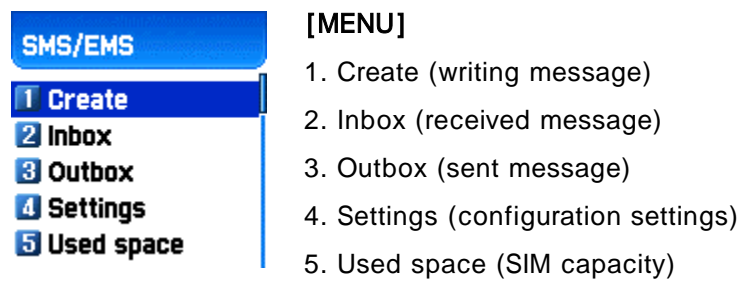 SMS/EMS
1 Create
2 Inbox
3 Outbox
4 Settings
5 Used space
[MENU]
1. Create (writing message)
2. Inbox (received message)
3. Outbox (sent message)
4. Settings (configuration settings)
5. Used space (SIM capacity)